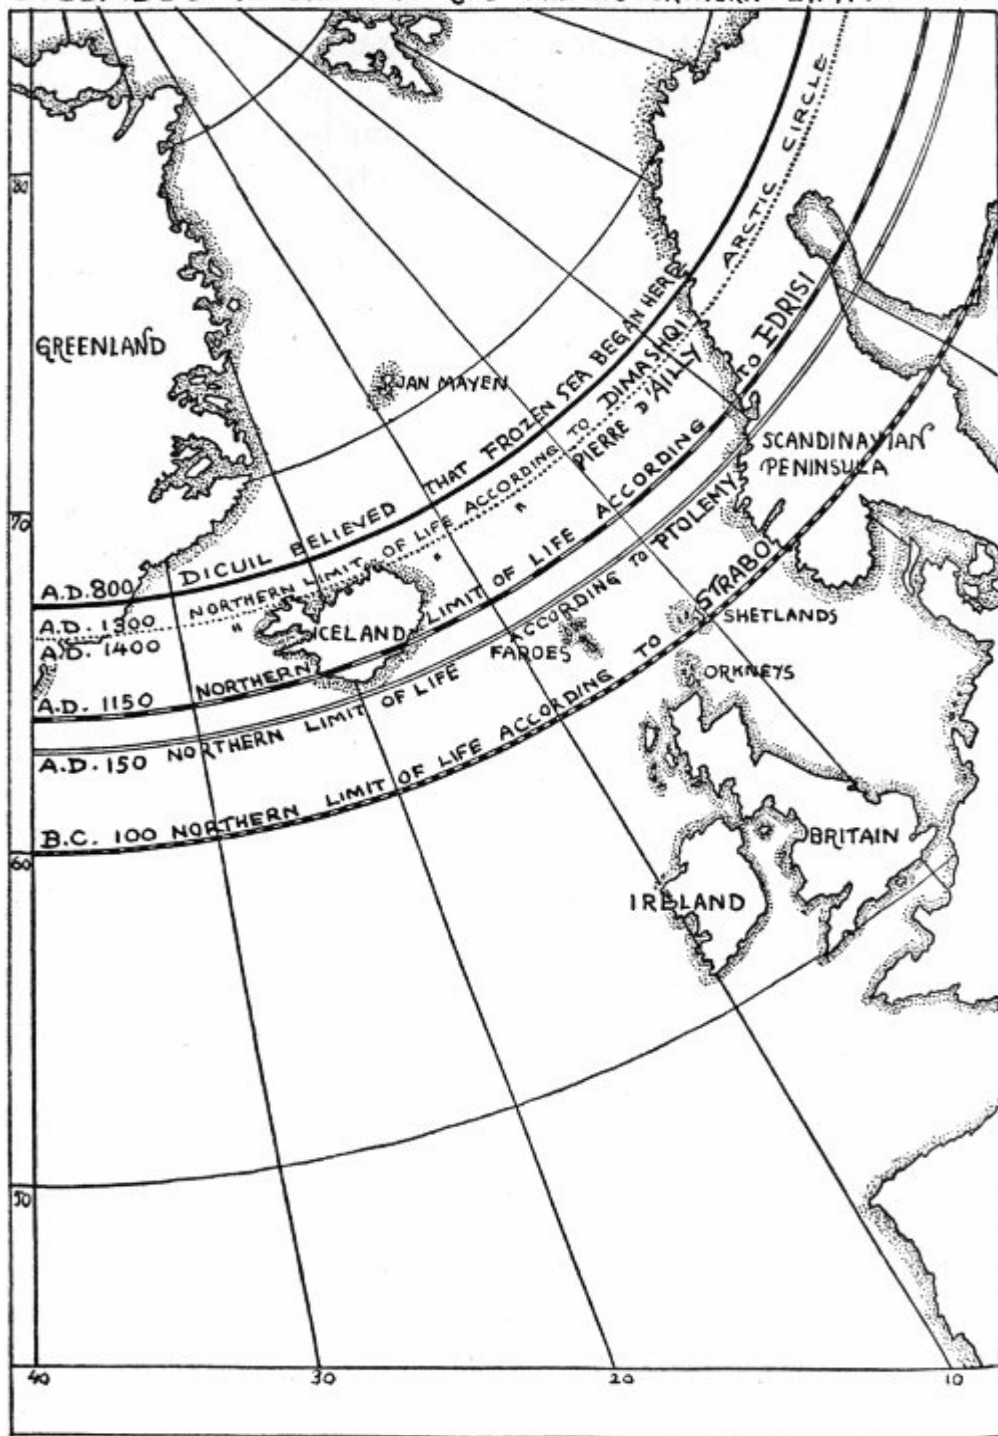 80
GREENLAND
JAN MAYEN
ARCTIC CIRCLE
70
A.D. 800 DICUIL BELIEVED THAT FROZEN SEA BEGAN HERE
A.D. 1300 NORTHERN LIMIT OF LIFE ACCORDING TO DIMASHQI
A.D. 1400 " " " PIERRE D'AILLY
A.D. 1150 NORTHERN LIMIT OF LIFE ACCORDING TO EDRISI
A.D. 150 NORTHERN LIMIT OF LIFE ACCORDING TO PTOLEMY
B.C. 100 NORTHERN LIMIT OF LIFE ACCORDING TO STRABO
SCANDINAVIAN
PENINSULA
ICELAND
FAROES
SHETLANDS
ORKNEYS
60
BRITAIN
IRELAND
50
40 30 20 10